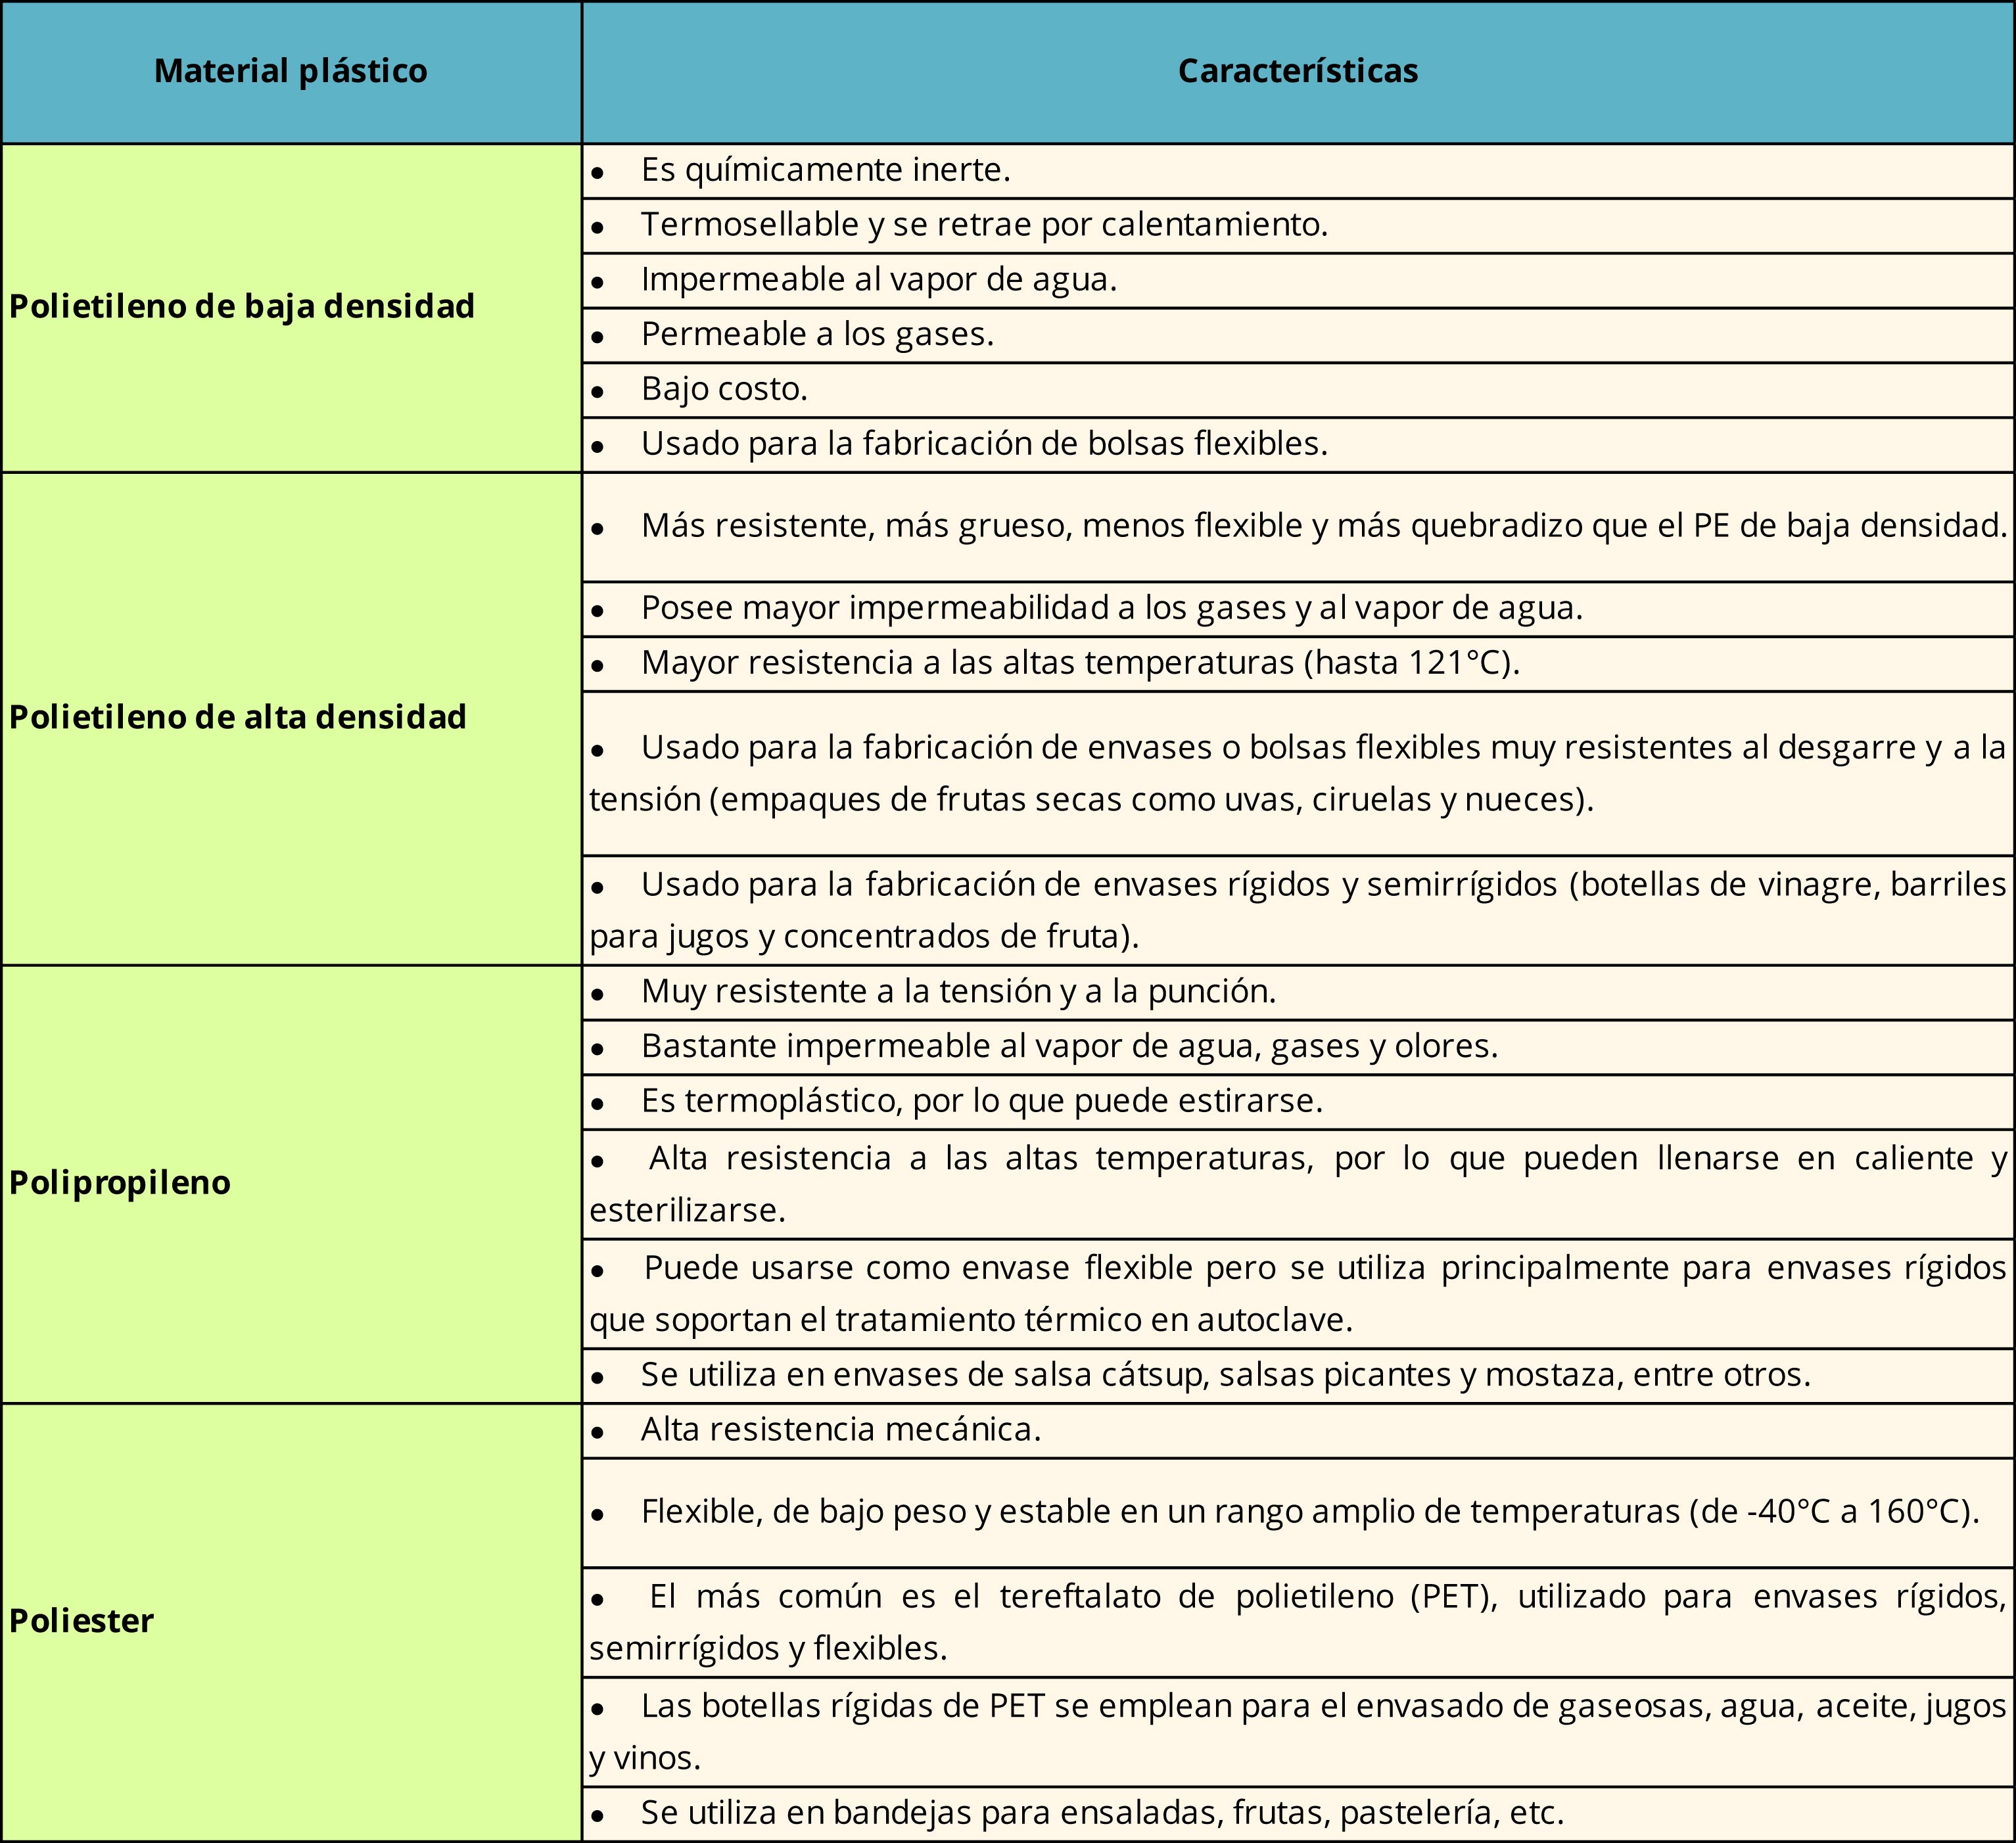 Material plástico
Características
Polietileno de baja densidad
• Es químicamente inerte.
• Termosellable y se retrae por calentamiento.
• Impermeable al vapor de agua.
• Permeable a los gases.
• Bajo costo.
• Usado para la fabricación de bolsas flexibles.
Polietileno de alta densidad
• Más resistente, más grueso, menos flexible y más quebradizo que el PE de baja densidad.
• Posee mayor impermeabilidad a los gases y al vapor de agua.
• Mayor resistencia a las altas temperaturas (hasta 121°C).
• Usado para la fabricación de envases o bolsas flexibles muy resistentes al desgarre y a la
tensión (empaques de frutas secas como uvas, ciruelas y nueces).
• Usado para la fabricación de envases rígidos y semirrígidos (botellas de vinagre, barriles
para jugos y concentrados de fruta).
Polipropileno
• Muy resistente a la tensión y a la punción.
• Bastante impermeable al vapor de agua, gases y olores.
• Es termoplástico, por lo que puede estirarse.
• Alta resistencia a las altas temperaturas, por lo que pueden llenarse en caliente y
esterilizarse.
• Puede usarse como envase flexible pero se utiliza principalmente para envases rígidos
que soportan el tratamiento térmico en autoclave.
• Se utiliza en envases de salsa cátsup, salsas picantes y mostaza, entre otros.
Poliester
• Alta resistencia mecánica.
• Flexible, de bajo peso y estable en un rango amplio de temperaturas (de -40°C a 160°C).
• El más común es el tereftalato de polietileno (PET), utilizado para envases rígidos,
semirrígidos y flexibles.
• Las botellas rígidas de PET se emplean para el envasado de gaseosas, agua, aceite, jugos
y vinos.
• Se utiliza en bandejas para ensaladas, frutas, pastelería, etc.